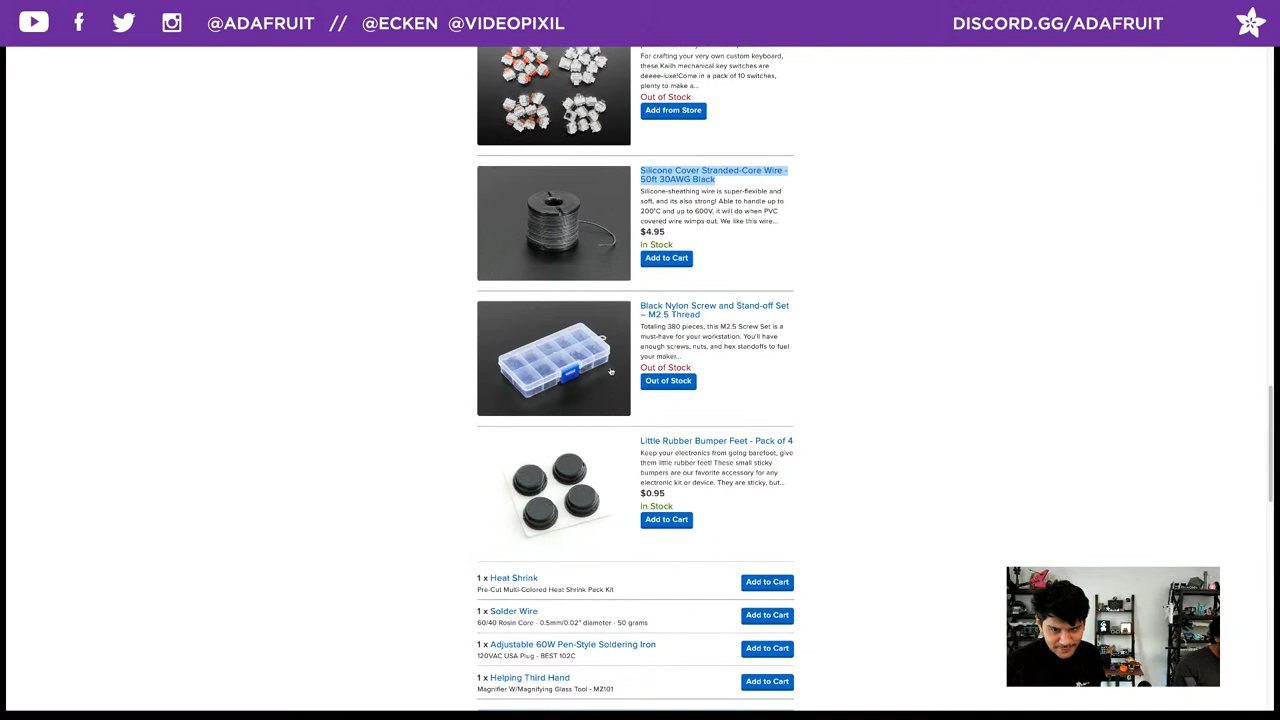 @ADAFRUIT // @ECKEN @VIDEOPIXIL
DISCORD.GG/ADAFRUIT
For crafting your very own custom keyboard,
these Kailh mechanical key switches are
deeee-luxe!Come in a pack of 10 switches,
plenty to make a...
Out of Stock
Add from Store
Silicone Cover Stranded-Core Wire -
50ft 30AWG Black
Silicone-sheathing wire is super-flexible and
soft, and its also strong! Able to handle up to
200°C and up to 600V, it will do when PVC
covered wire wimps out. We like this wire...
$4.95
In Stock
Add to Cart
Black Nylon Screw and Stand-off Set
– M2.5 Thread
Totaling 380 pieces, this M2.5 Screw Set is a
must-have for your workstation. You'll have
enough screws, nuts, and hex standoffs to fuel
your maker...
Out of Stock
Out of Stock
Little Rubber Bumper Feet - Pack of 4
Keep your electronics from going barefoot, give
them little rubber feet! These small sticky
bumpers are our favorite accessory for any
electronic kit or device. They are sticky, but...
$0.95
In Stock
Add to Cart
1 x Heat Shrink
Add to Cart
Pre-Cut Multi-Colored Heat Shrink Pack Kit
1 x Solder Wire
Add to Cart
60/40 Rosin Core - 0.5mm/0.02" diameter - 50 grams
1 x Adjustable 60W Pen-Style Soldering Iron
Add to Cart
120VAC USA Plug - BEST 102C
1 x Helping Third Hand
Add to Cart
Magnifier W/Magnifying Glass Tool - MZ101